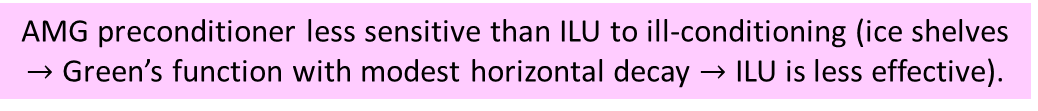 AMG preconditioner less sensitive than ILU to ill-conditioning (ice shelves
→ Green’s function with modest horizontal decay → ILU is less effective).